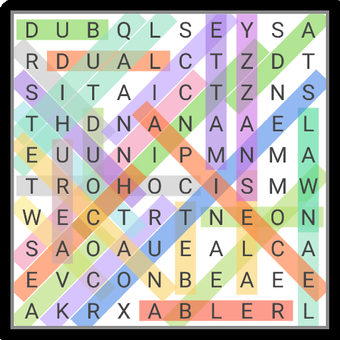 D U B Q L S E Y S A
R D U A L C T Z D T
S I T A I C T Z N S
T H D N A N A A E L
E U U N I P M N M A
T R O H O C I S M W
W E C T R T N E O N
S A O A U E A L C A
E V C O N B E A E E
A K R X A B L E R L